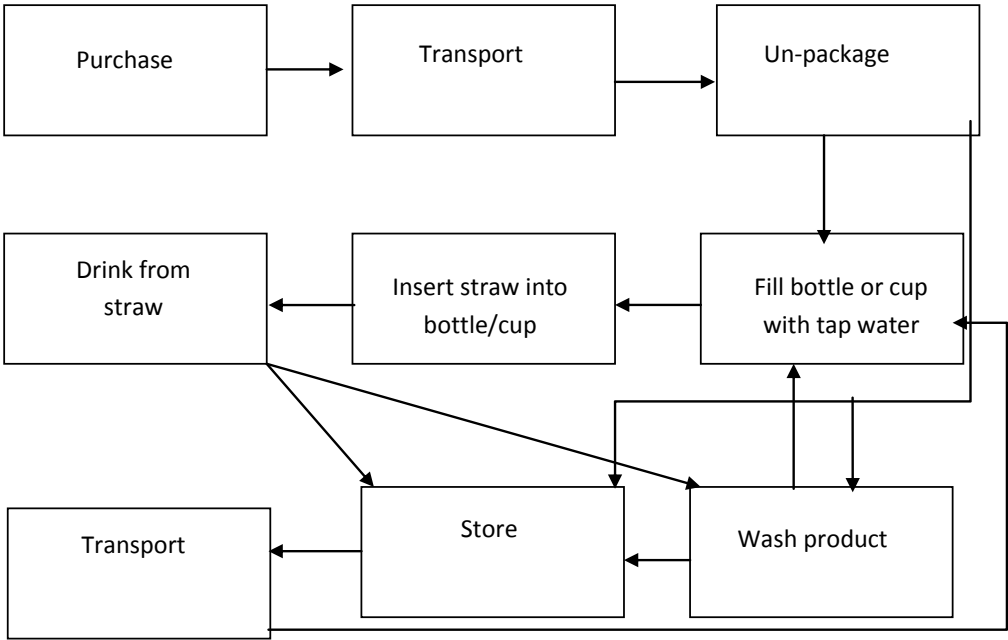 Purchase
Transport
Un-package
Drink from
straw
Insert straw into
bottle/cup
Fill bottle or cup
with tap water
Transport
Store
Wash product